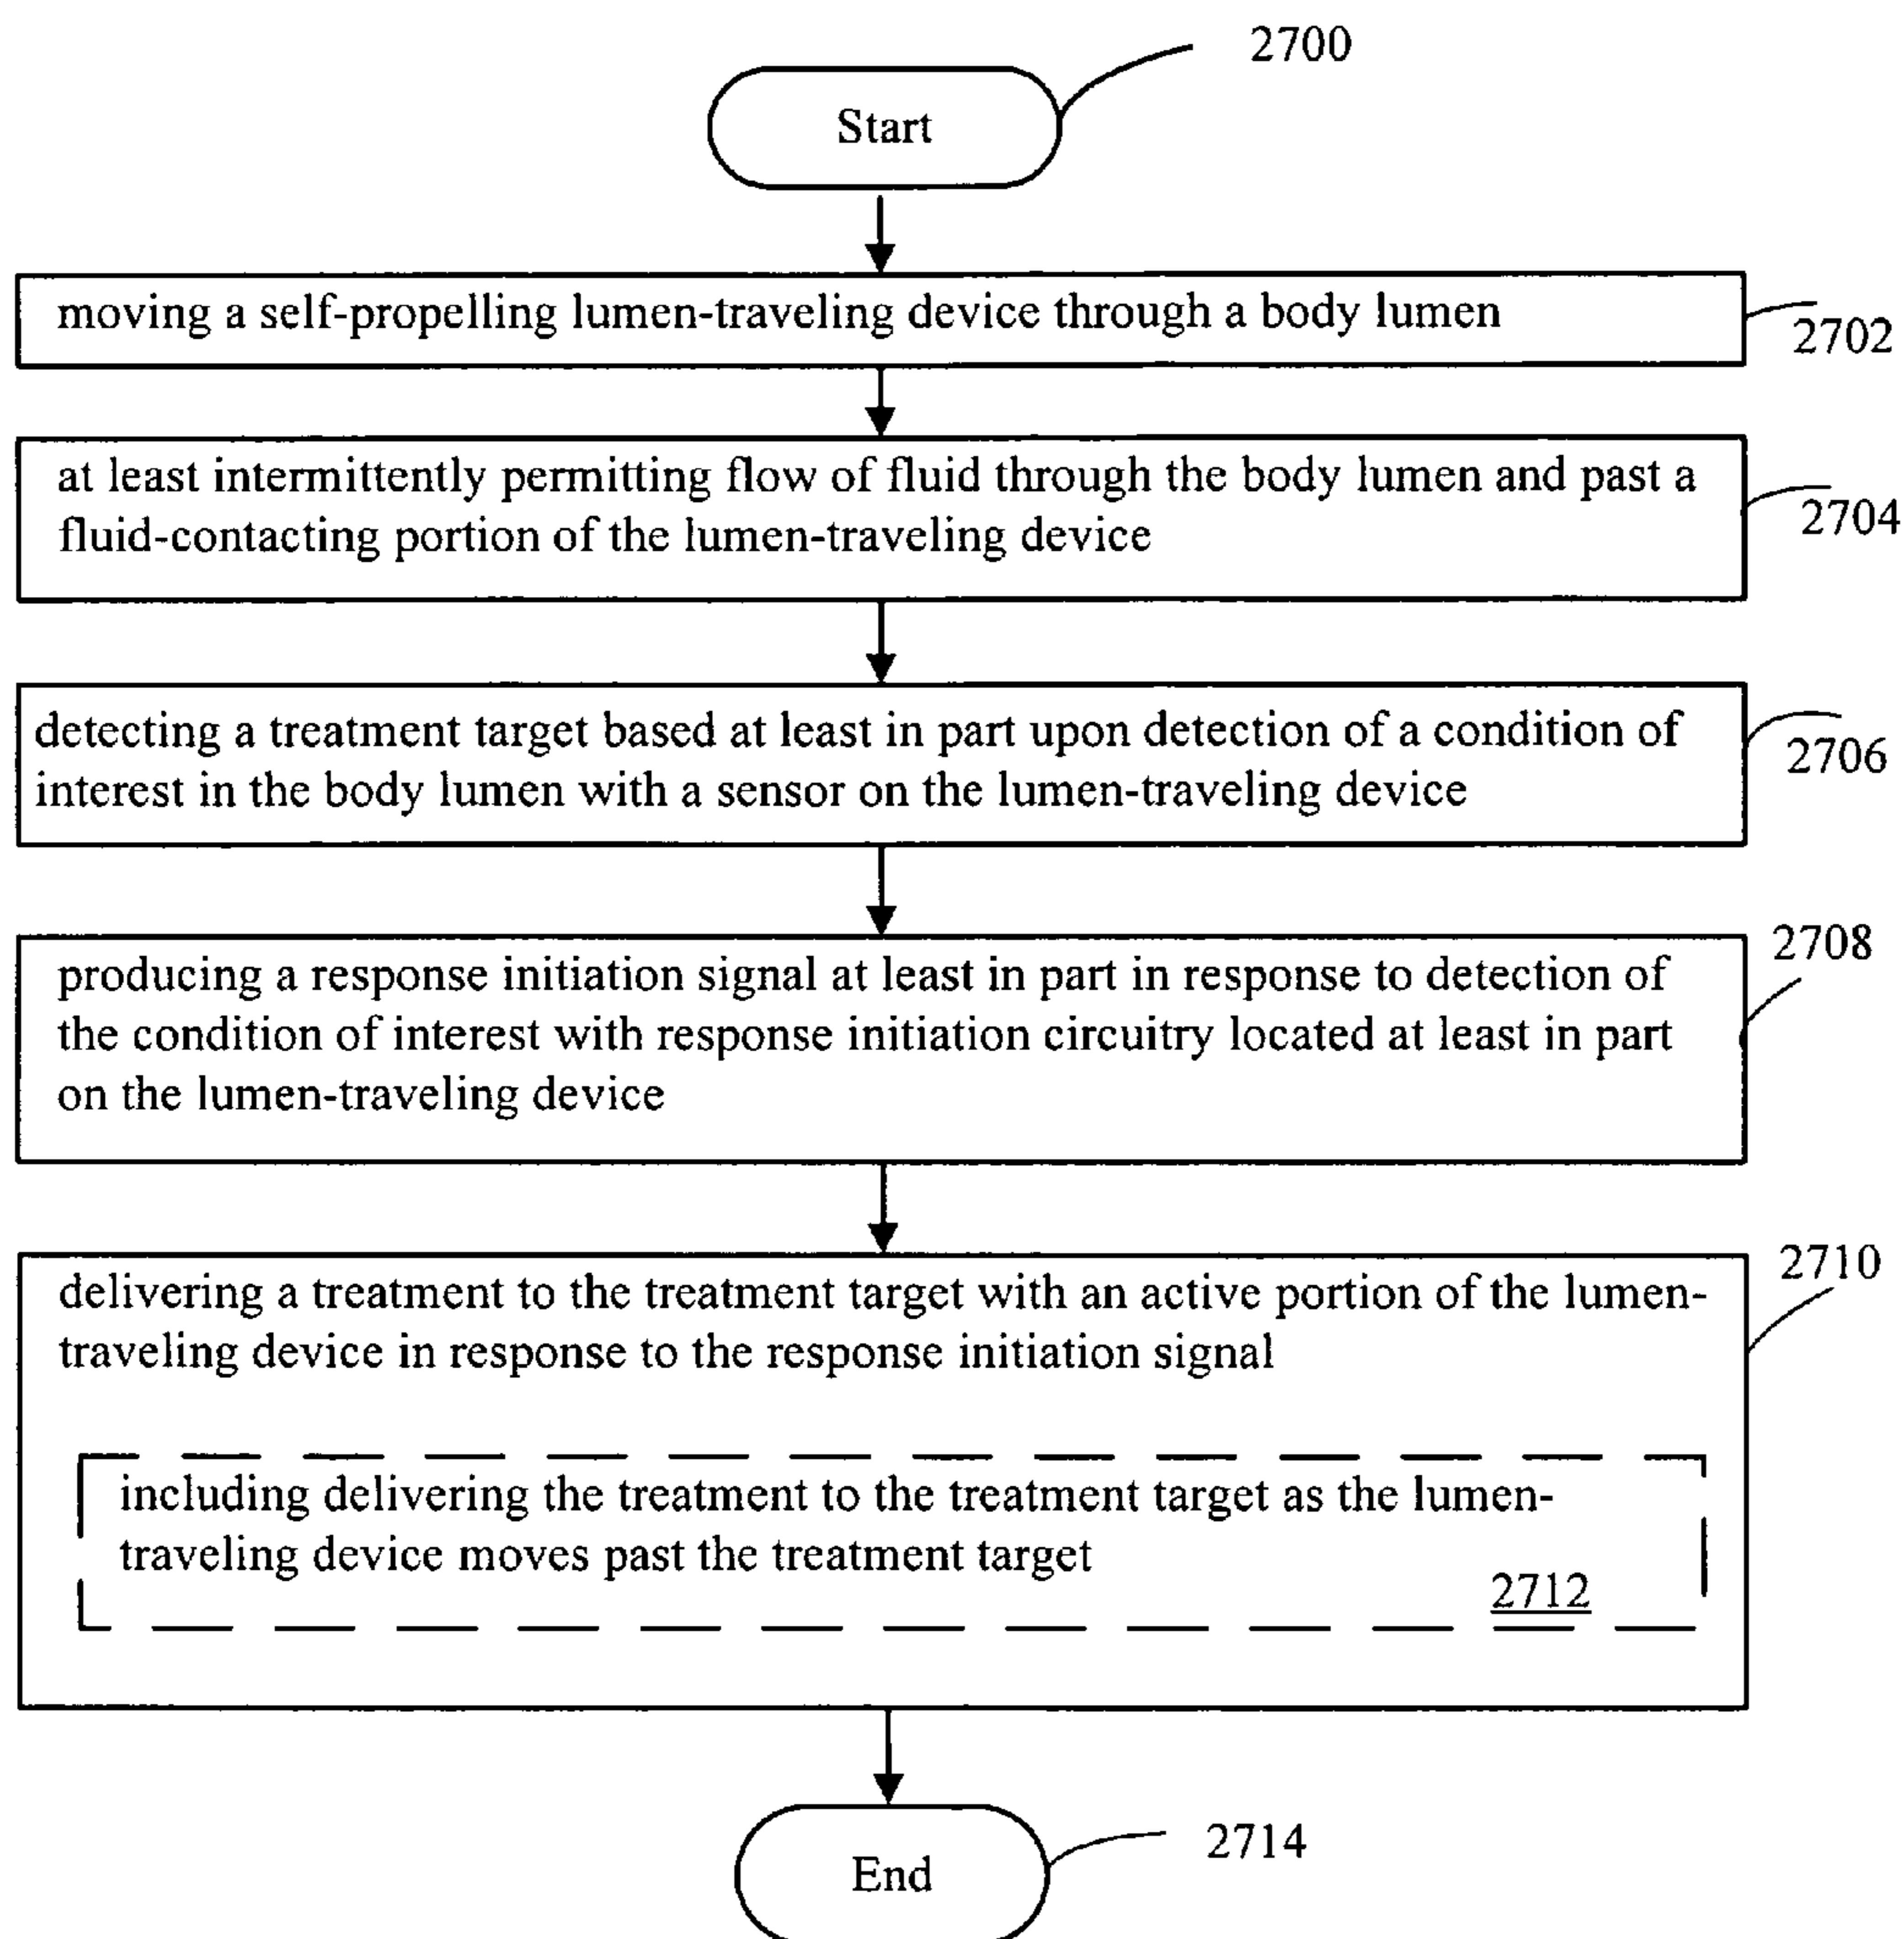 2700
Start
moving a self-propelling lumen-traveling device through a body lumen
2702
at least intermittently permitting flow of fluid through the body lumen and past a
fluid-contacting portion of the lumen-traveling device
2704
detecting a treatment target based at least in part upon detection of a condition of
interest in the body lumen with a sensor on the lumen-traveling device
2706
producing a response initiation signal at least in part in response to detection of
the condition of interest with response initiation circuitry located at least in part
on the lumen-traveling device
2708
delivering a treatment to the treatment target with an active portion of the lumen-
traveling device in response to the response initiation signal
2710
including delivering the treatment to the treatment target as the lumen-
traveling device moves past the treatment target
2712
End
2714